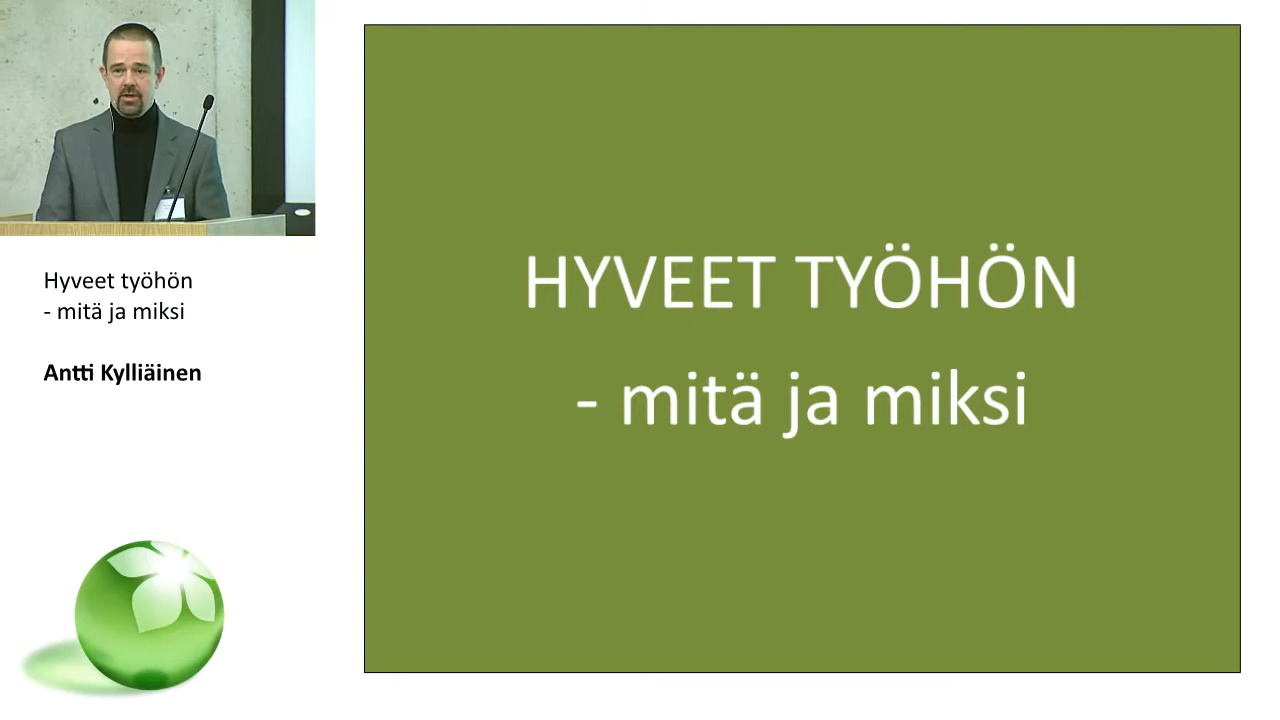 Hyveet työhön
- mitä ja miksi
Antti Kylliäinen
HYVEET TYÖHÖN
- mitä ja miksi